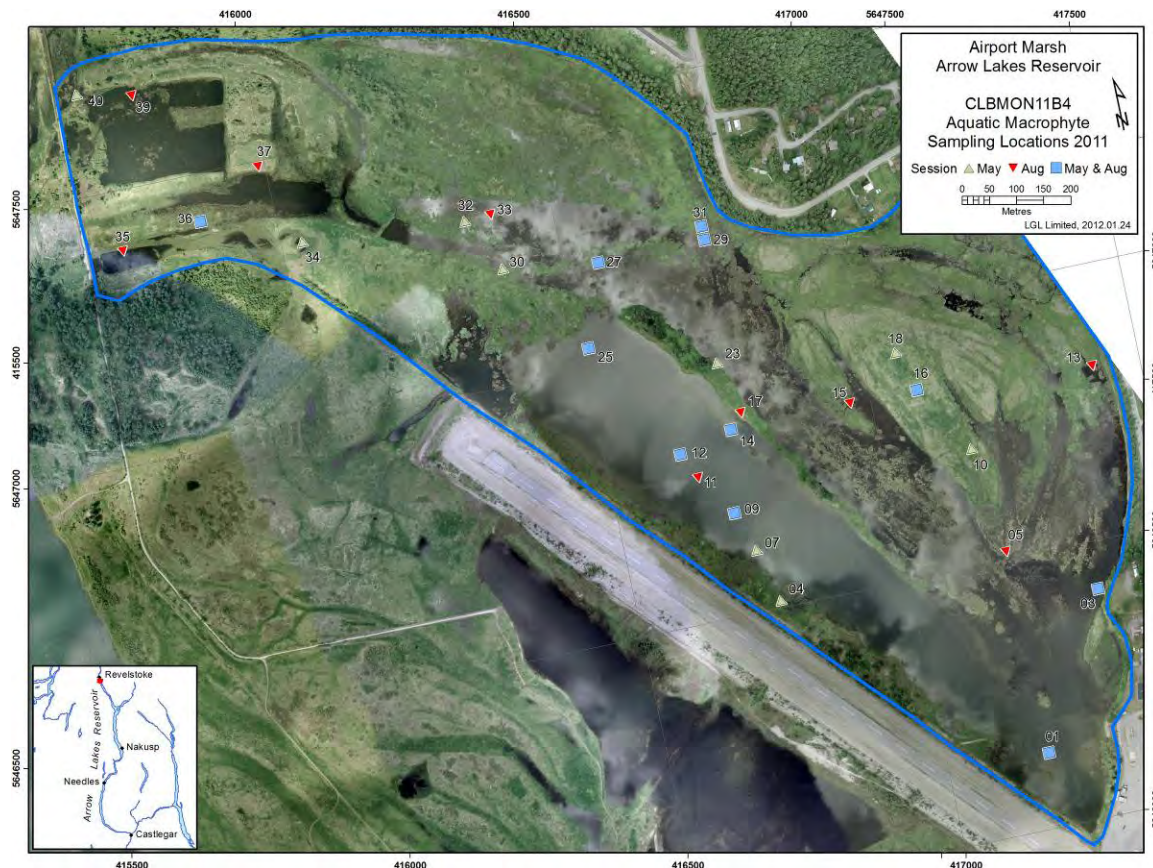 416000
416500
417000
5647500
417500
Airport Marsh
Arrow Lakes Reservoir
CLBMON11B4
Aquatic Macrophyte
Sampling Locations 2011
Session May Aug May & Aug
0 50 100 150 200
Metres
LGL Limited, 2012.01.24
N
40
39
37
36
35
34
32
33
30
31
29
27
25
23
18
16
13
15
17
14
12
11
10
09
07
05
04
03
01
5647500
415500
5647000
5646500
Revelstoke
Arrow Lakes Reservoir
Nakusp
Needles
Castlegar
415500
416000
416500
417000